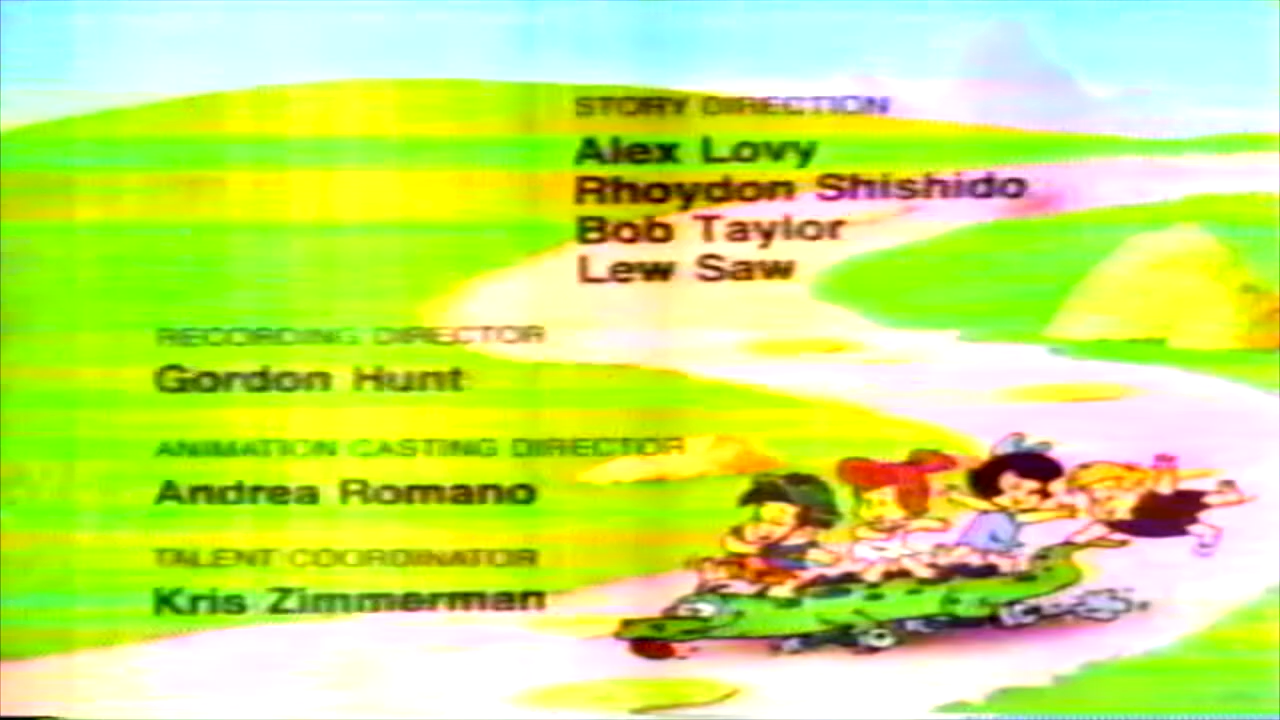 STORY DIRECTION
Alex Lovy
Rhoydon Shishido
Bob Taylor
Lew Saw
RECORDING DIRECTOR
Gordon Hunt
ANIMATION CASTING DIRECTOR
Andrea Romano
TALENT COORDINATOR
Kris Zimmerman